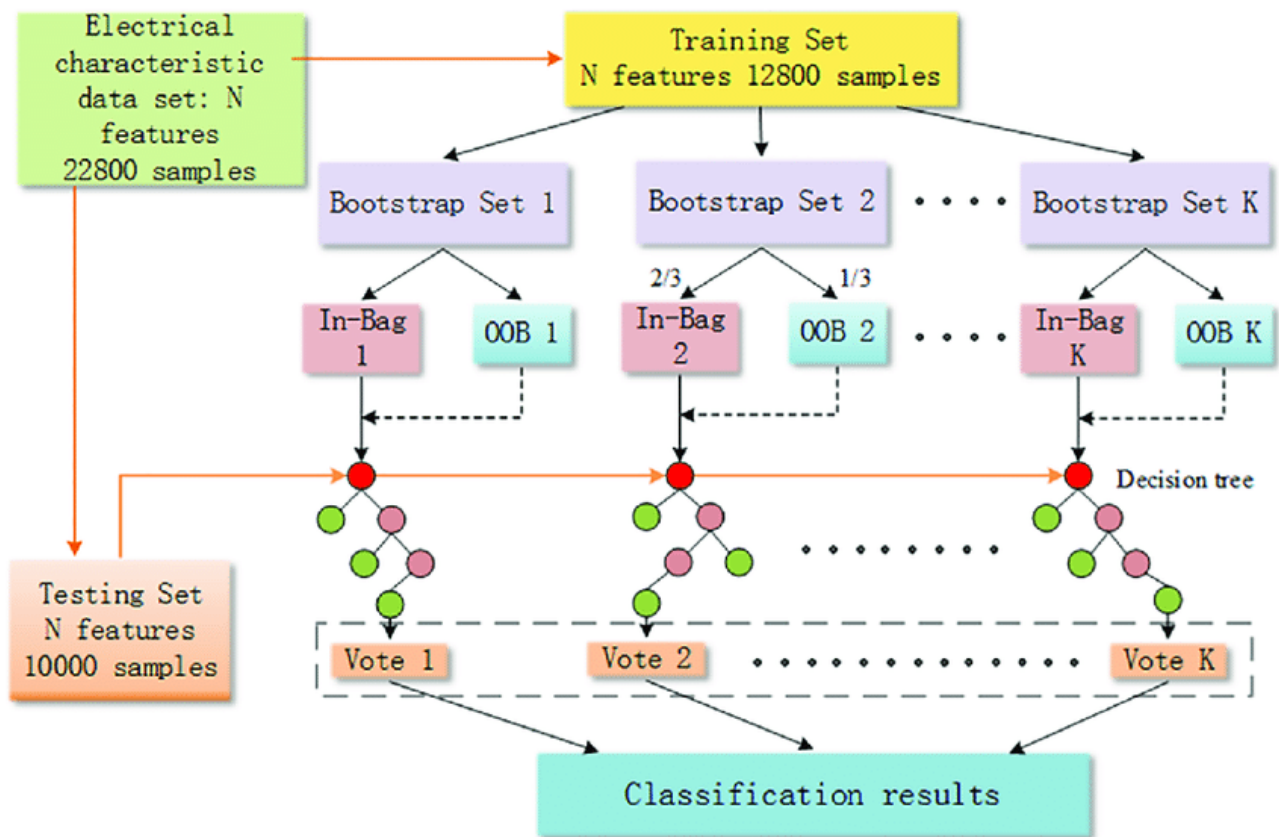 Electrical
characteristic
data set: N
features
22800 samples
Training Set
N features 12800 samples
Bootstrap Set 1
Bootstrap Set 2
Bootstrap Set K
2/3
1/3
In-Bag
1
OOB 1
In-Bag
2
OOB 2
In-Bag
K
OOB K
Decision tree
Testing Set
N features
10000 samples
Vote 1
Vote 2
Vote K
Classification results